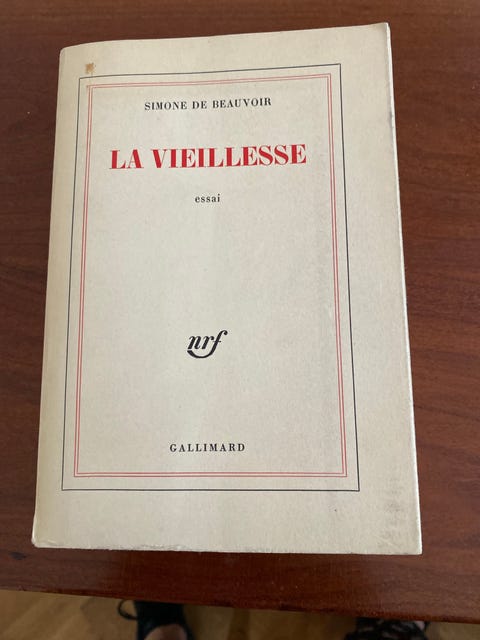 SIMONE DE BEAUVOIR
LA VIEILLESSE
essai
nrf
GALLIMARD